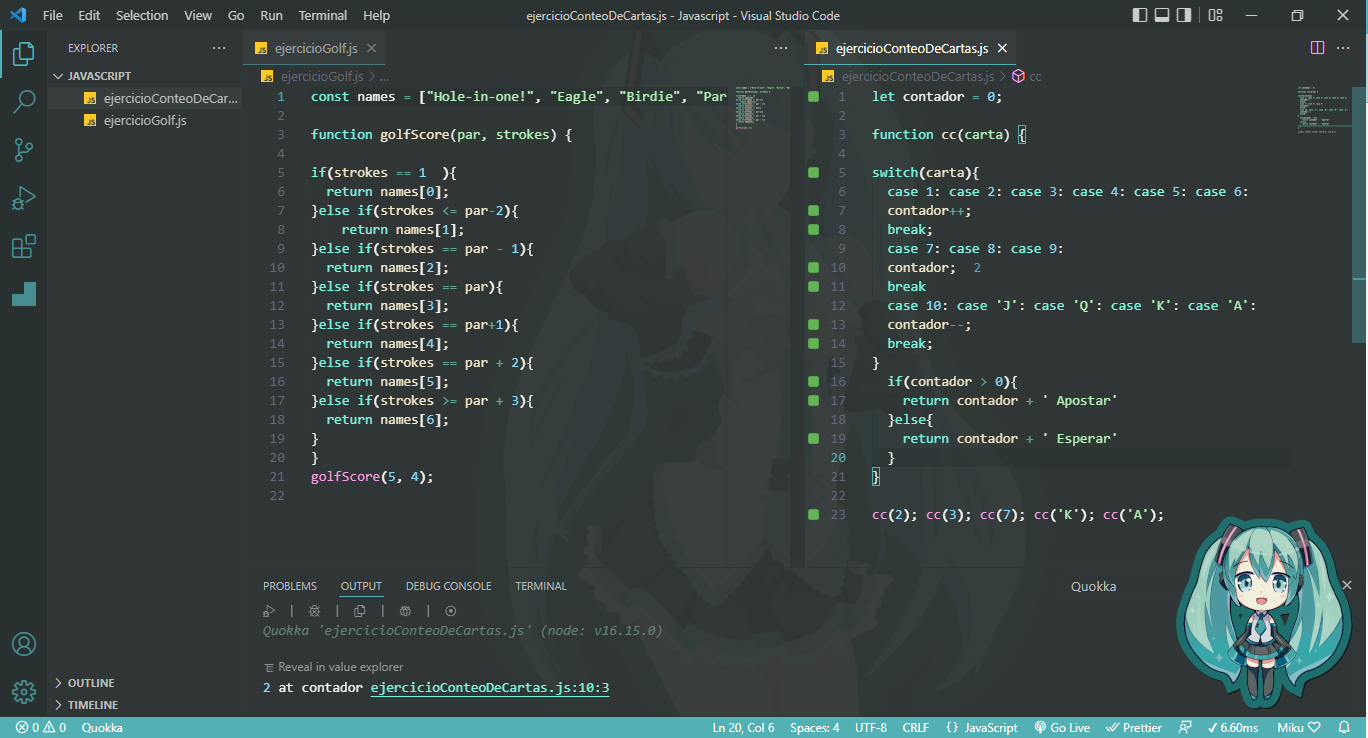 File Edit Selection View Go Run Terminal Help
ejercicioConteoDeCartas.js - Javascript - Visual Studio Code
EXPLORER
JAVASCRIPT
JS ejercicioConteoDeCar...
JS ejercicioGolf.js
OUTLINE
TIMELINE
JS ejercicioGolf.js
JS ejercicioGolf.js > ...
1 const names = ["Hole-in-one!", "Eagle", "Birdie", "Par
2
3 function golfScore(par, strokes) {
4
5 if(strokes == 1  ){
6   return names[0];
7 }else if(strokes <= par-2){
8     return names[1];
9 }else if(strokes == par - 1){
10   return names[2];
11 }else if(strokes == par){
12   return names[3];
13 }else if(strokes == par+1){
14   return names[4];
15 }else if(strokes == par + 2){
16   return names[5];
17 }else if(strokes >= par + 3){
18   return names[6];
19 }
20 }
21 golfScore(5, 4);
22
JS ejercicioConteoDeCartas.js
JS ejercicioConteoDeCartas.js > cc
1 let contador = 0;
2
3 function cc(carta) {
4
5 switch(carta){
6   case 1: case 2: case 3: case 4: case 5: case 6:
7   contador++;
8   break;
9   case 7: case 8: case 9:
10   contador;  2
11   break
12   case 10: case 'J': case 'Q': case 'K': case 'A':
13   contador--;
14   break;
15 }
16   if(contador > 0){
17     return contador + ' Apostar'
18   }else{
19     return contador + ' Esperar'
20   }
21 }
22
23 cc(2); cc(3); cc(7); cc('K'); cc('A');
PROBLEMS OUTPUT DEBUG CONSOLE TERMINAL
Quokka
Quokka 'ejercicioConteoDeCartas.js' (node: v16.15.0)
Reveal in value explorer
2 at contador ejercicioConteoDeCartas.js:10:3
0 0 Quokka
Ln 20, Col 6 Spaces: 4 UTF-8 CRLF {} JavaScript Go Live Prettier 6.60ms Miku